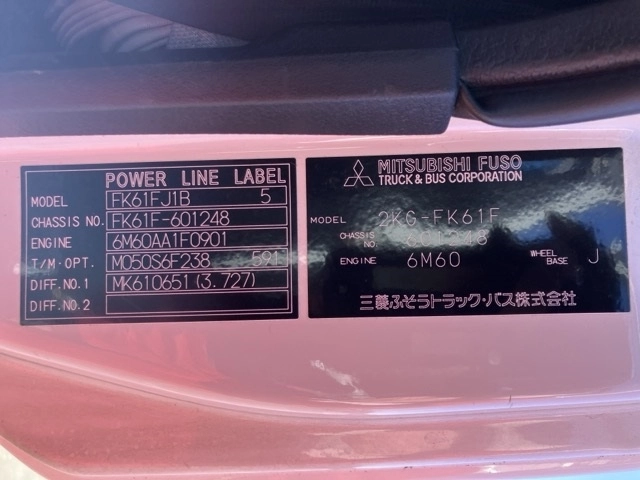 POWER LINE LABEL
MODEL FK61FJ1B 5
CHASSIS NO. FK61F-601248
ENGINE 6M60AA1F0901
T/M-OPT. M050S6F238 591
DIFF.NO.1 MK610651(3.727)
DIFF.NO.2
MITSUBISHI FUSO
TRUCK & BUS CORPORATION
MODEL 2KG-FK61F
CHASSIS NO. 601248
ENGINE 6M60 WHEEL BASE J
三菱ふそうトラック・バス株式会社